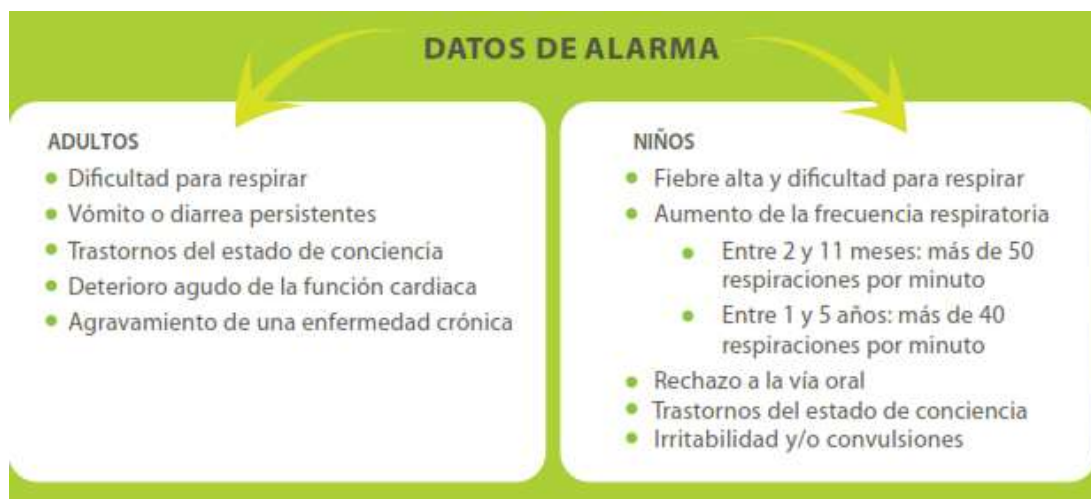 DATOS DE ALARMA
ADULTOS
• Dificultad para respirar
• Vómito o diarrea persistentes
• Trastornos del estado de conciencia
• Deterioro agudo de la función cardiaca
• Agravamiento de una enfermedad crónica
NIÑOS
• Fiebre alta y dificultad para respirar
• Aumento de la frecuencia respiratoria
• Entre 2 y 11 meses: más de 50
respiraciones por minuto
• Entre 1 y 5 años: más de 40
respiraciones por minuto
• Rechazo a la vía oral
• Trastornos del estado de conciencia
• Irritabilidad y/o convulsiones